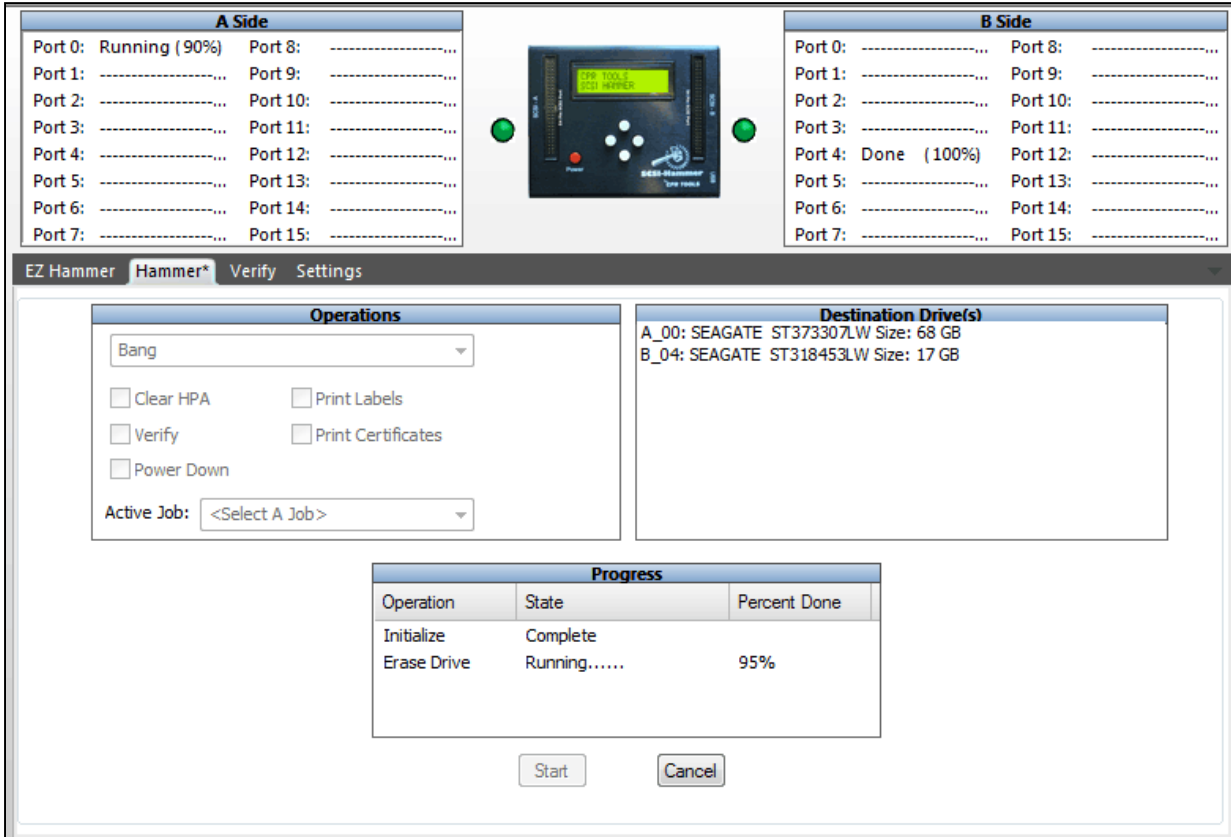 A Side
Port 0: Running (90%) Port 8: -------------------...
Port 1: -------------------... Port 9: -------------------...
Port 2: -------------------... Port 10: -------------------...
Port 3: -------------------... Port 11: -------------------...
Port 4: -------------------... Port 12: -------------------...
Port 5: -------------------... Port 13: -------------------...
Port 6: -------------------... Port 14: -------------------...
Port 7: -------------------... Port 15: -------------------...
CPR TOOLS
SCSI HAMMER
Power
SCSI-Hammer
CPR TOOLS
USB
B Side
Port 0: -------------------... Port 8: -------------------...
Port 1: -------------------... Port 9: -------------------...
Port 2: -------------------... Port 10: -------------------...
Port 3: -------------------... Port 11: -------------------...
Port 4: Done (100%) Port 12: -------------------...
Port 5: -------------------... Port 13: -------------------...
Port 6: -------------------... Port 14: -------------------...
Port 7: -------------------... Port 15: -------------------...
EZ Hammer Hammer* Verify Settings
Operations
Bang
Clear HPA Print Labels
Verify Print Certificates
Power Down
Active Job: <Select A Job>
Destination Drive(s)
A_00: SEAGATE ST373307LW Size: 68 GB
B_04: SEAGATE ST318453LW Size: 17 GB
Progress
Operation State Percent Done
Initialize Complete
Erase Drive Running...... 95%
Start Cancel